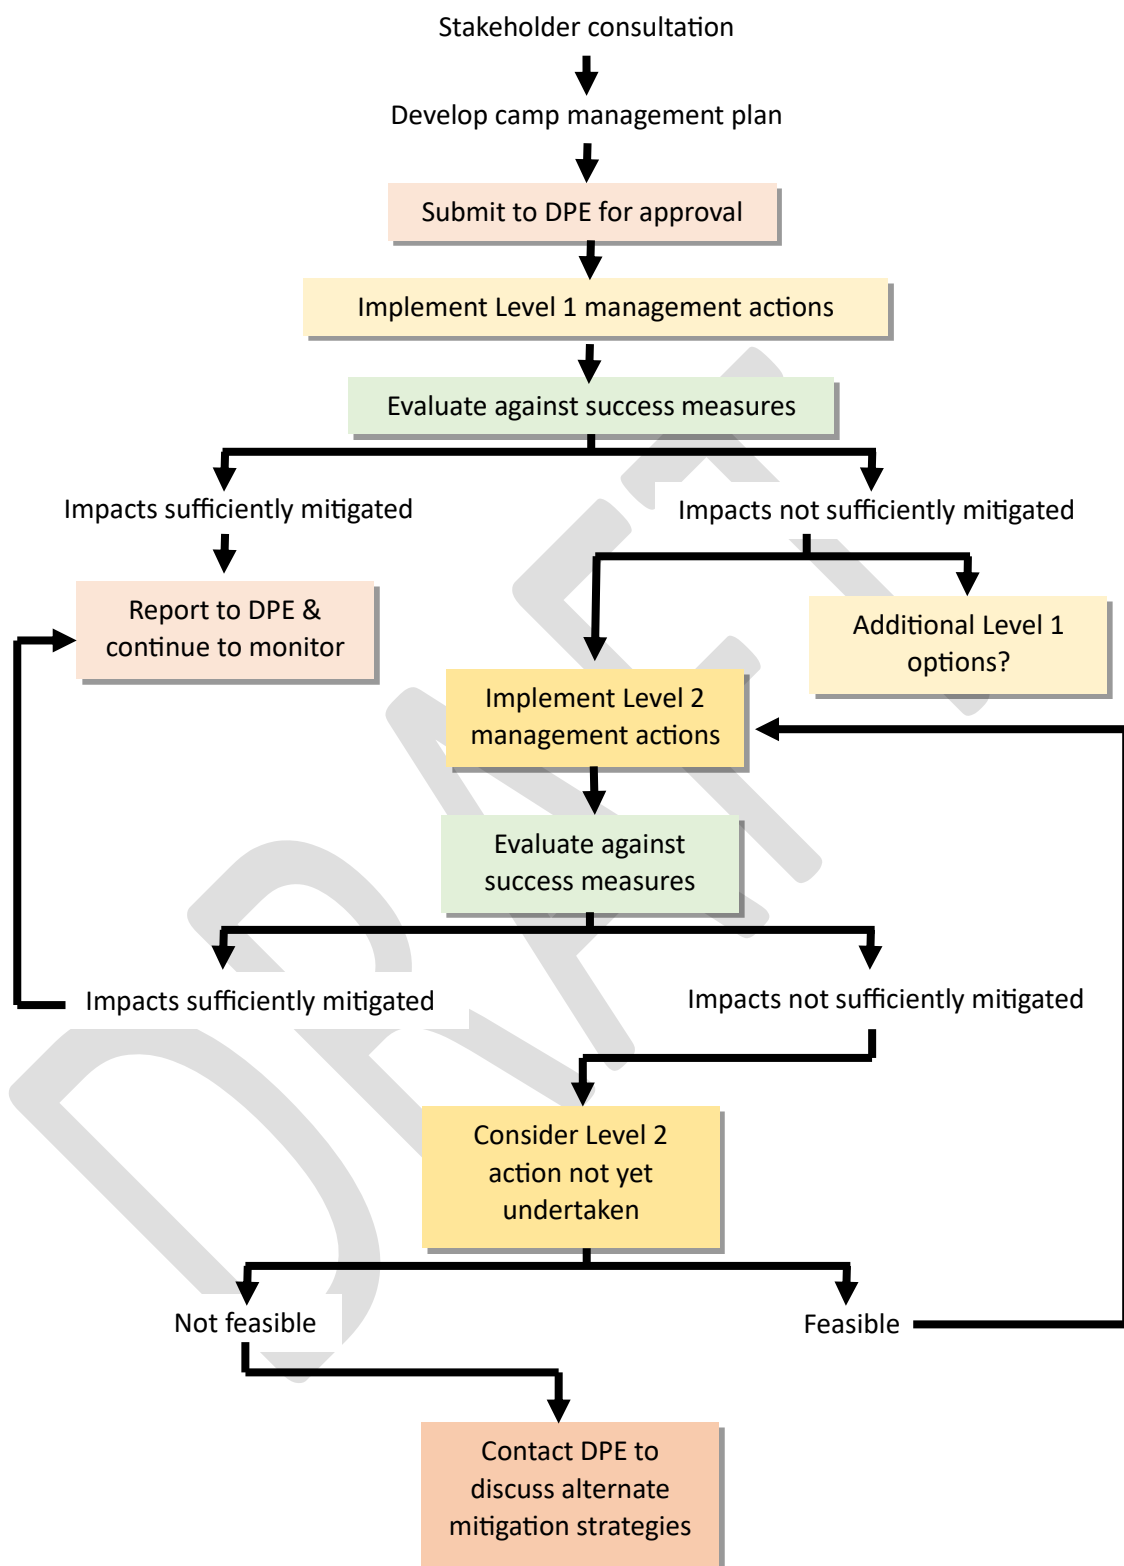 Stakeholder consultation
Develop camp management plan
Submit to DPE for approval
Implement Level 1 management actions
Evaluate against success measures
Impacts sufficiently mitigated
Impacts not sufficiently mitigated
Report to DPE &
continue to monitor
Additional Level 1
options?
Implement Level 2
management actions
Evaluate against
success measures
Impacts sufficiently mitigated
Impacts not sufficiently mitigated
Consider Level 2
action not yet
undertaken
Not feasible
Feasible
Contact DPE to
discuss alternate
mitigation strategies
DRAFT